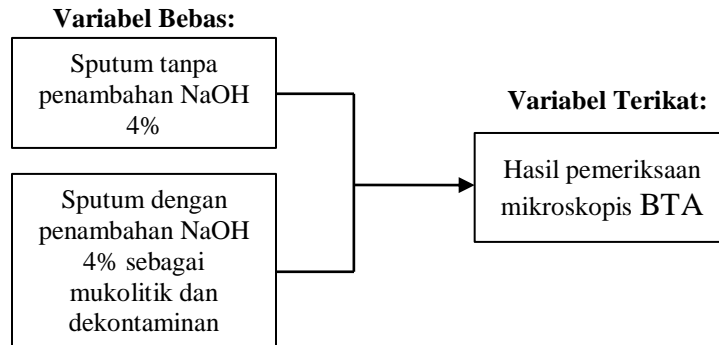 Variabel Bebas:
Sputum tanpa
penambahan NaOH
4%
Sputum dengan
penambahan NaOH
4% sebagai
mukolitik dan
dekontaminan
Variabel Terikat:
Hasil pemeriksaan
mikroskopis BTA